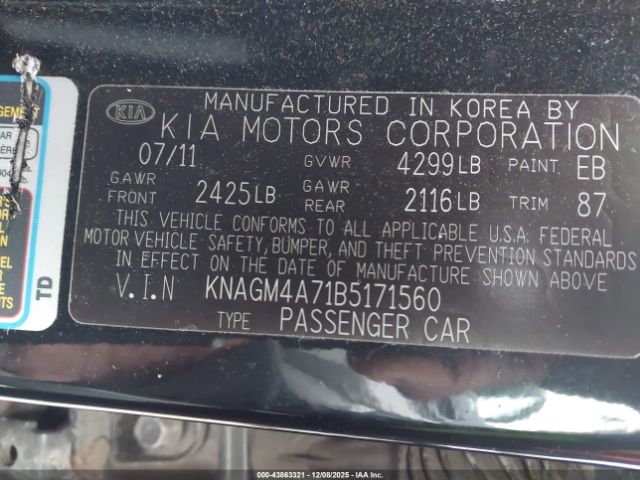 MANUFACTURED IN KOREA BY
KIA KIA MOTORS CORPORATION
07/11 GVWR 4299LB PAINT EB
GAWR FRONT 2425LB GAWR REAR 2116LB TRIM 87
THIS VEHICLE CONFORMS TO ALL APPLICABLE U.S.A. FEDERAL
MOTOR VEHICLE SAFETY, BUMPER, AND THEFT PREVENTION STANDARDS
IN EFFECT ON THE DATE OF MANUFACTURE SHOWN ABOVE
V.I.N KNAGM4A71B5171560
TYPE PASSENGER CAR
TD
000-43863321 - 12/08/2025 - IAAI.COM